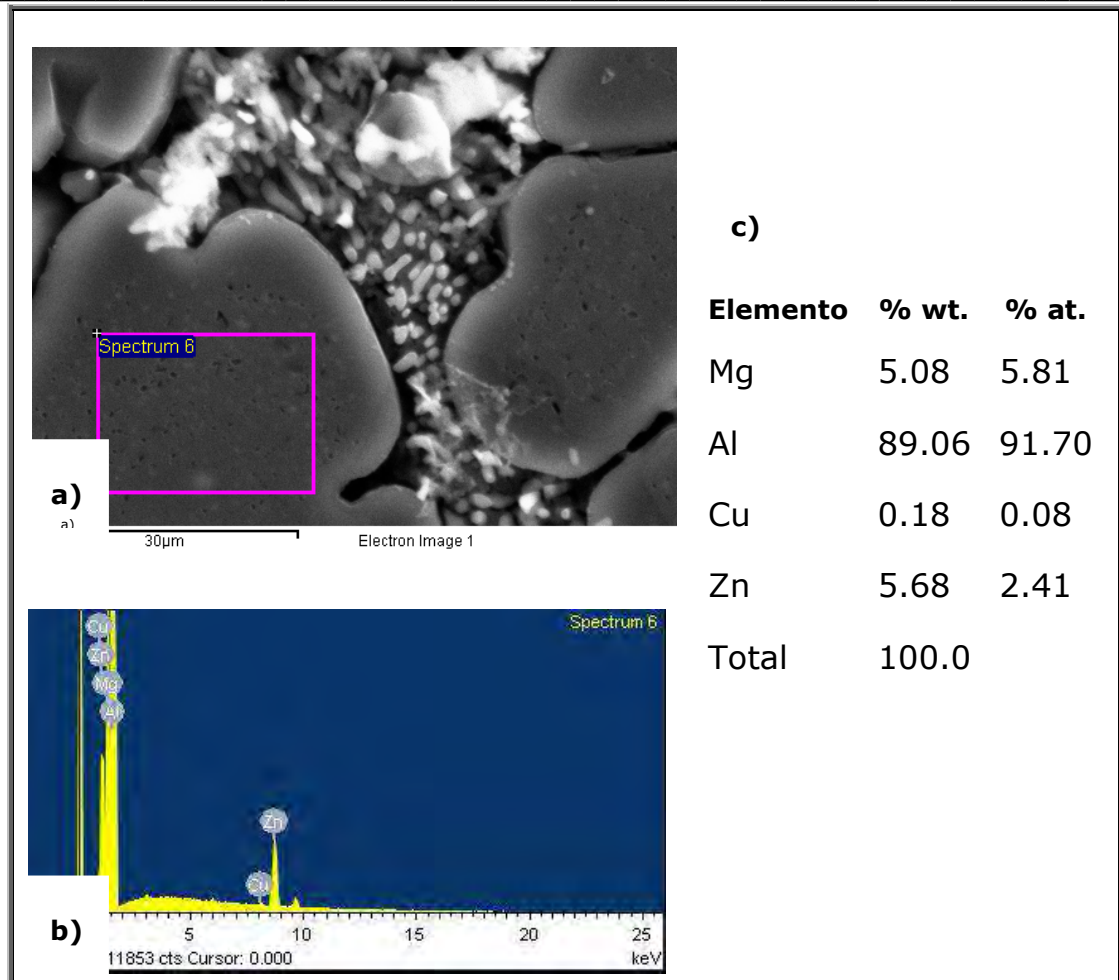 Spectrum 6
a)
a)
30µm
Electron Image 1
Spectrum 6
Cu
Zn
Mg
Al
Zn
Cu
5 10 15 20 25
b)
11853 cts Cursor: 0.000
keV
c)
Elemento % wt. % at.
Mg 5.08 5.81
Al 89.06 91.70
Cu 0.18 0.08
Zn 5.68 2.41
Total 100.0